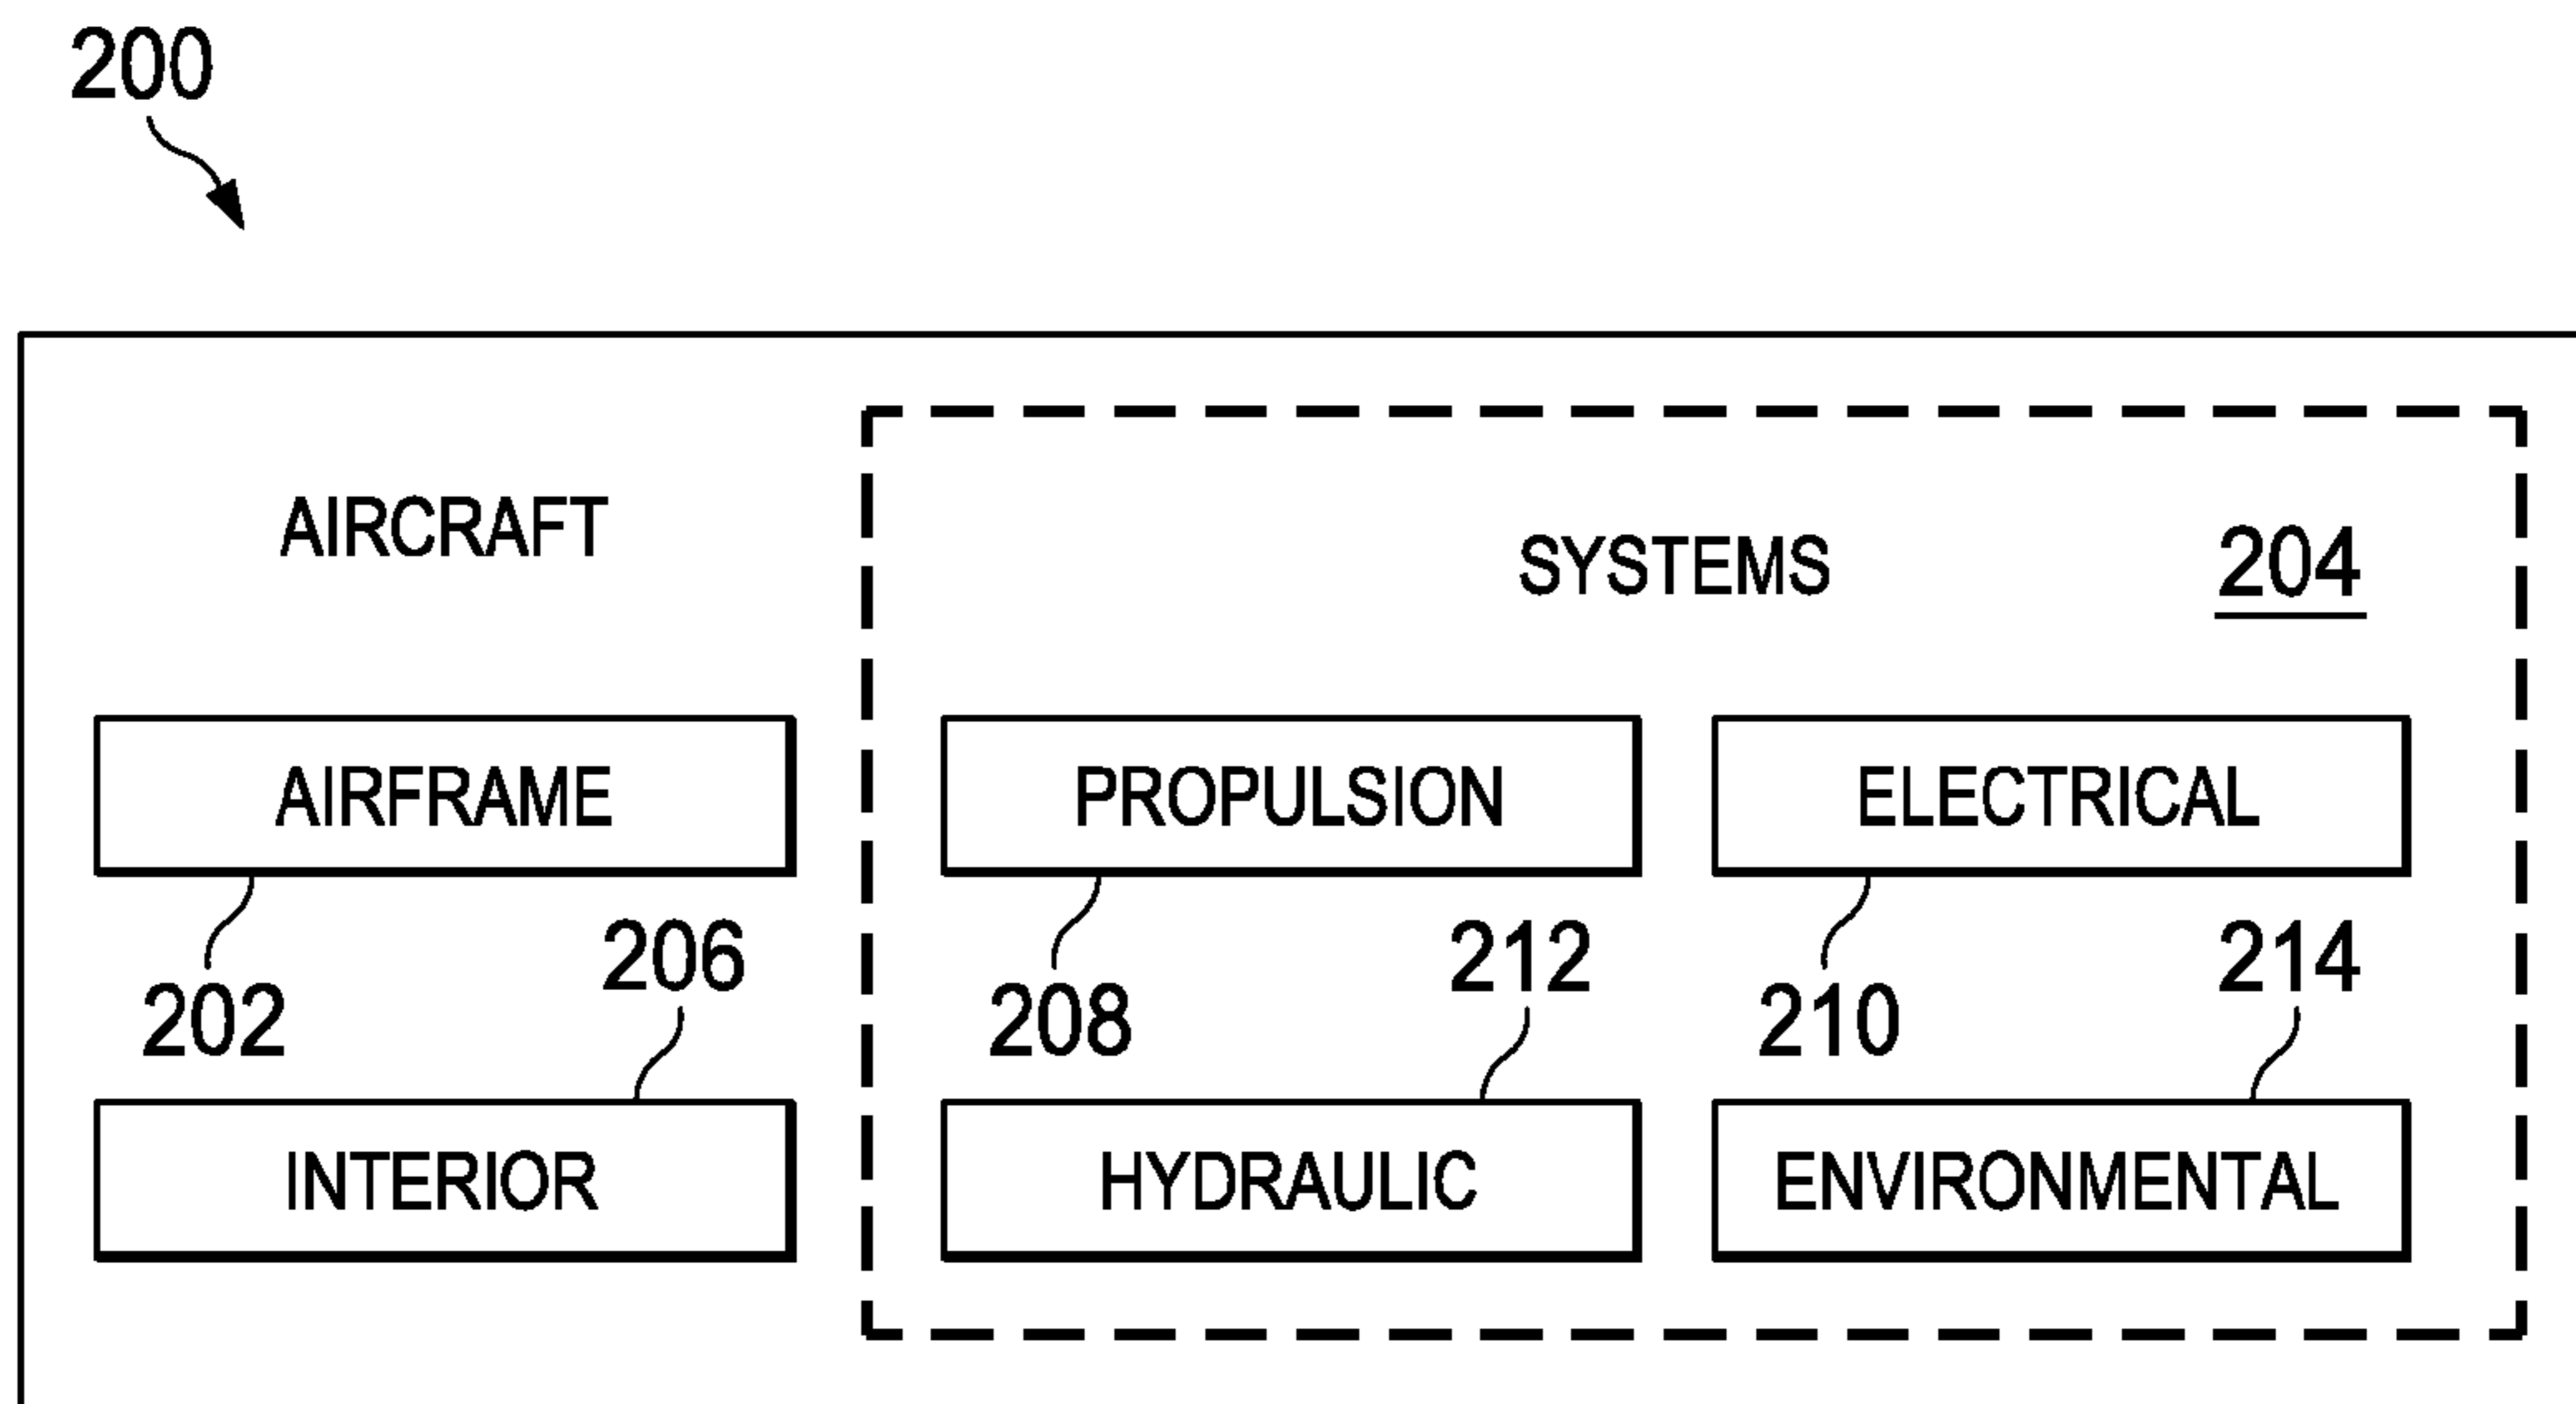 200
AIRCRAFT
SYSTEMS 204
AIRFRAME PROPULSION ELECTRICAL
206 212 214
202 208 210
INTERIOR HYDRAULIC ENVIRONMENTAL